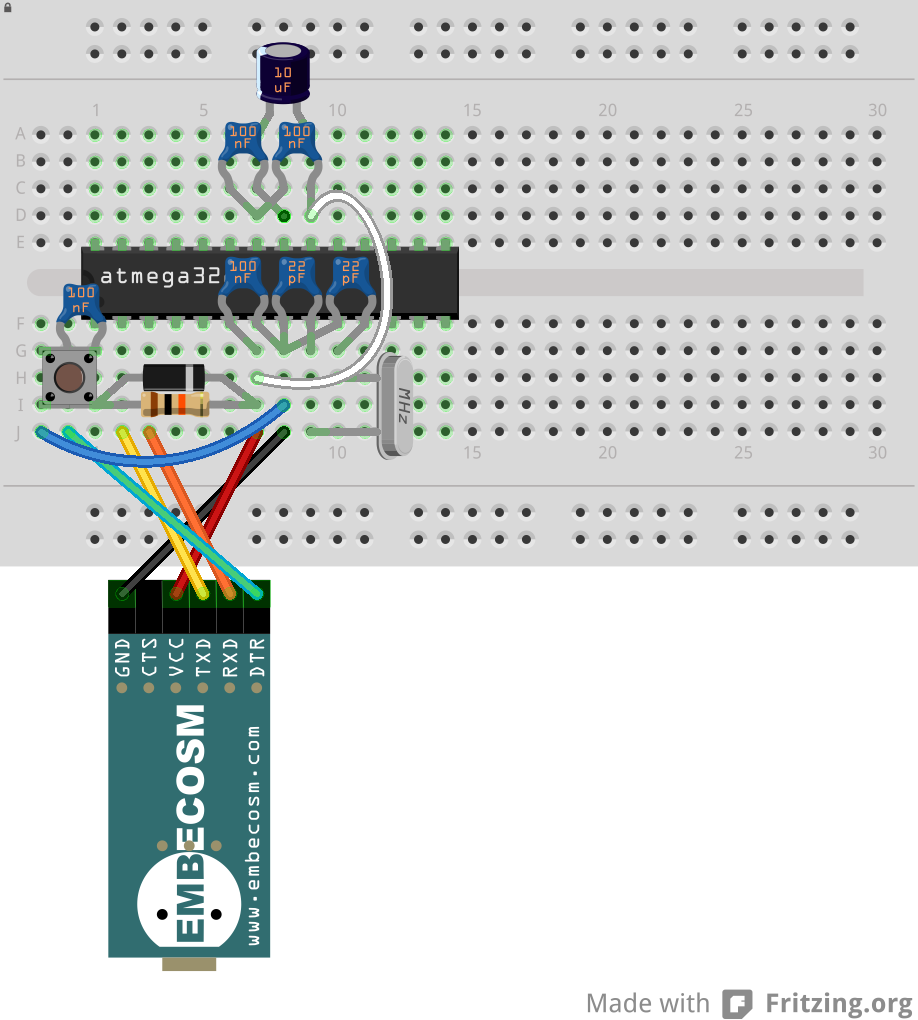 10
uF
1
5
10
15
20
25
30
A
B
C
D
E
100
nF
100
nF
atmega32
100
nF
22
pF
22
pF
100
nF
F
G
H
I
J
MHz
10
15
20
25
30
GND
CTS
VCC
TXD
RXD
DTR
EMBECOSM
www.embecosm.com
Made with Fritzing.org